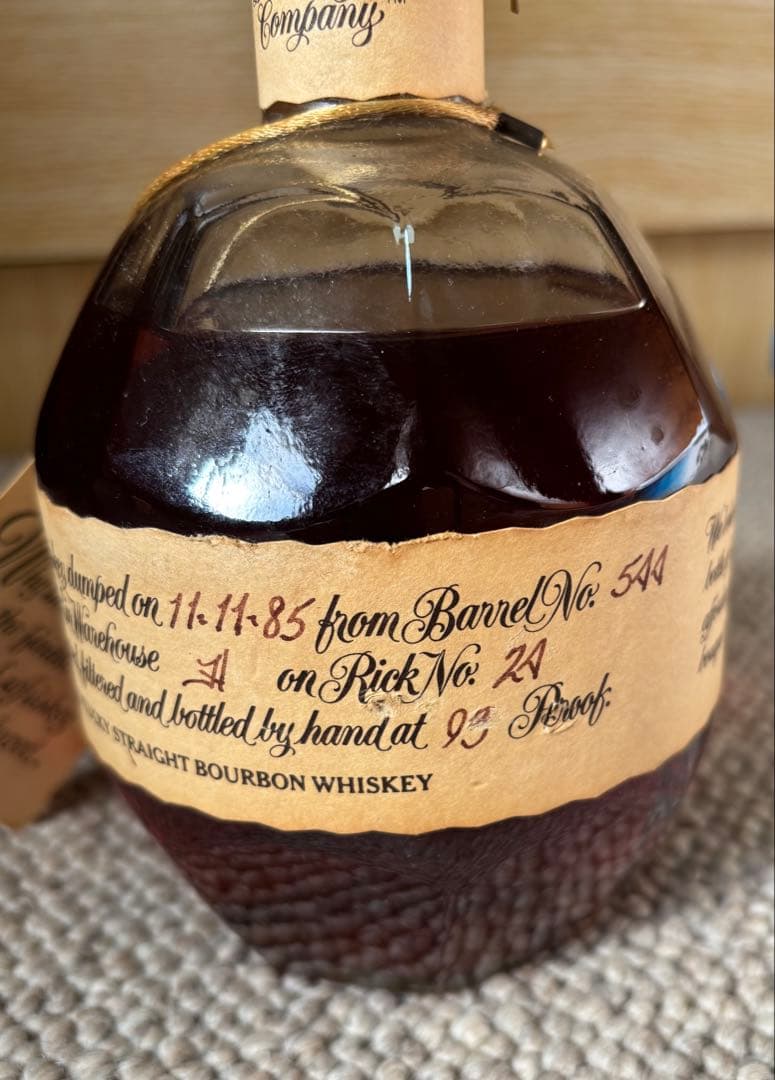 Company
dumped on 11-11-85 from Barrel No. 544
Warehouse H on Rick No. 24
filtered and bottled by hand at 93 Proof.
STRAIGHT BOURBON WHISKEY